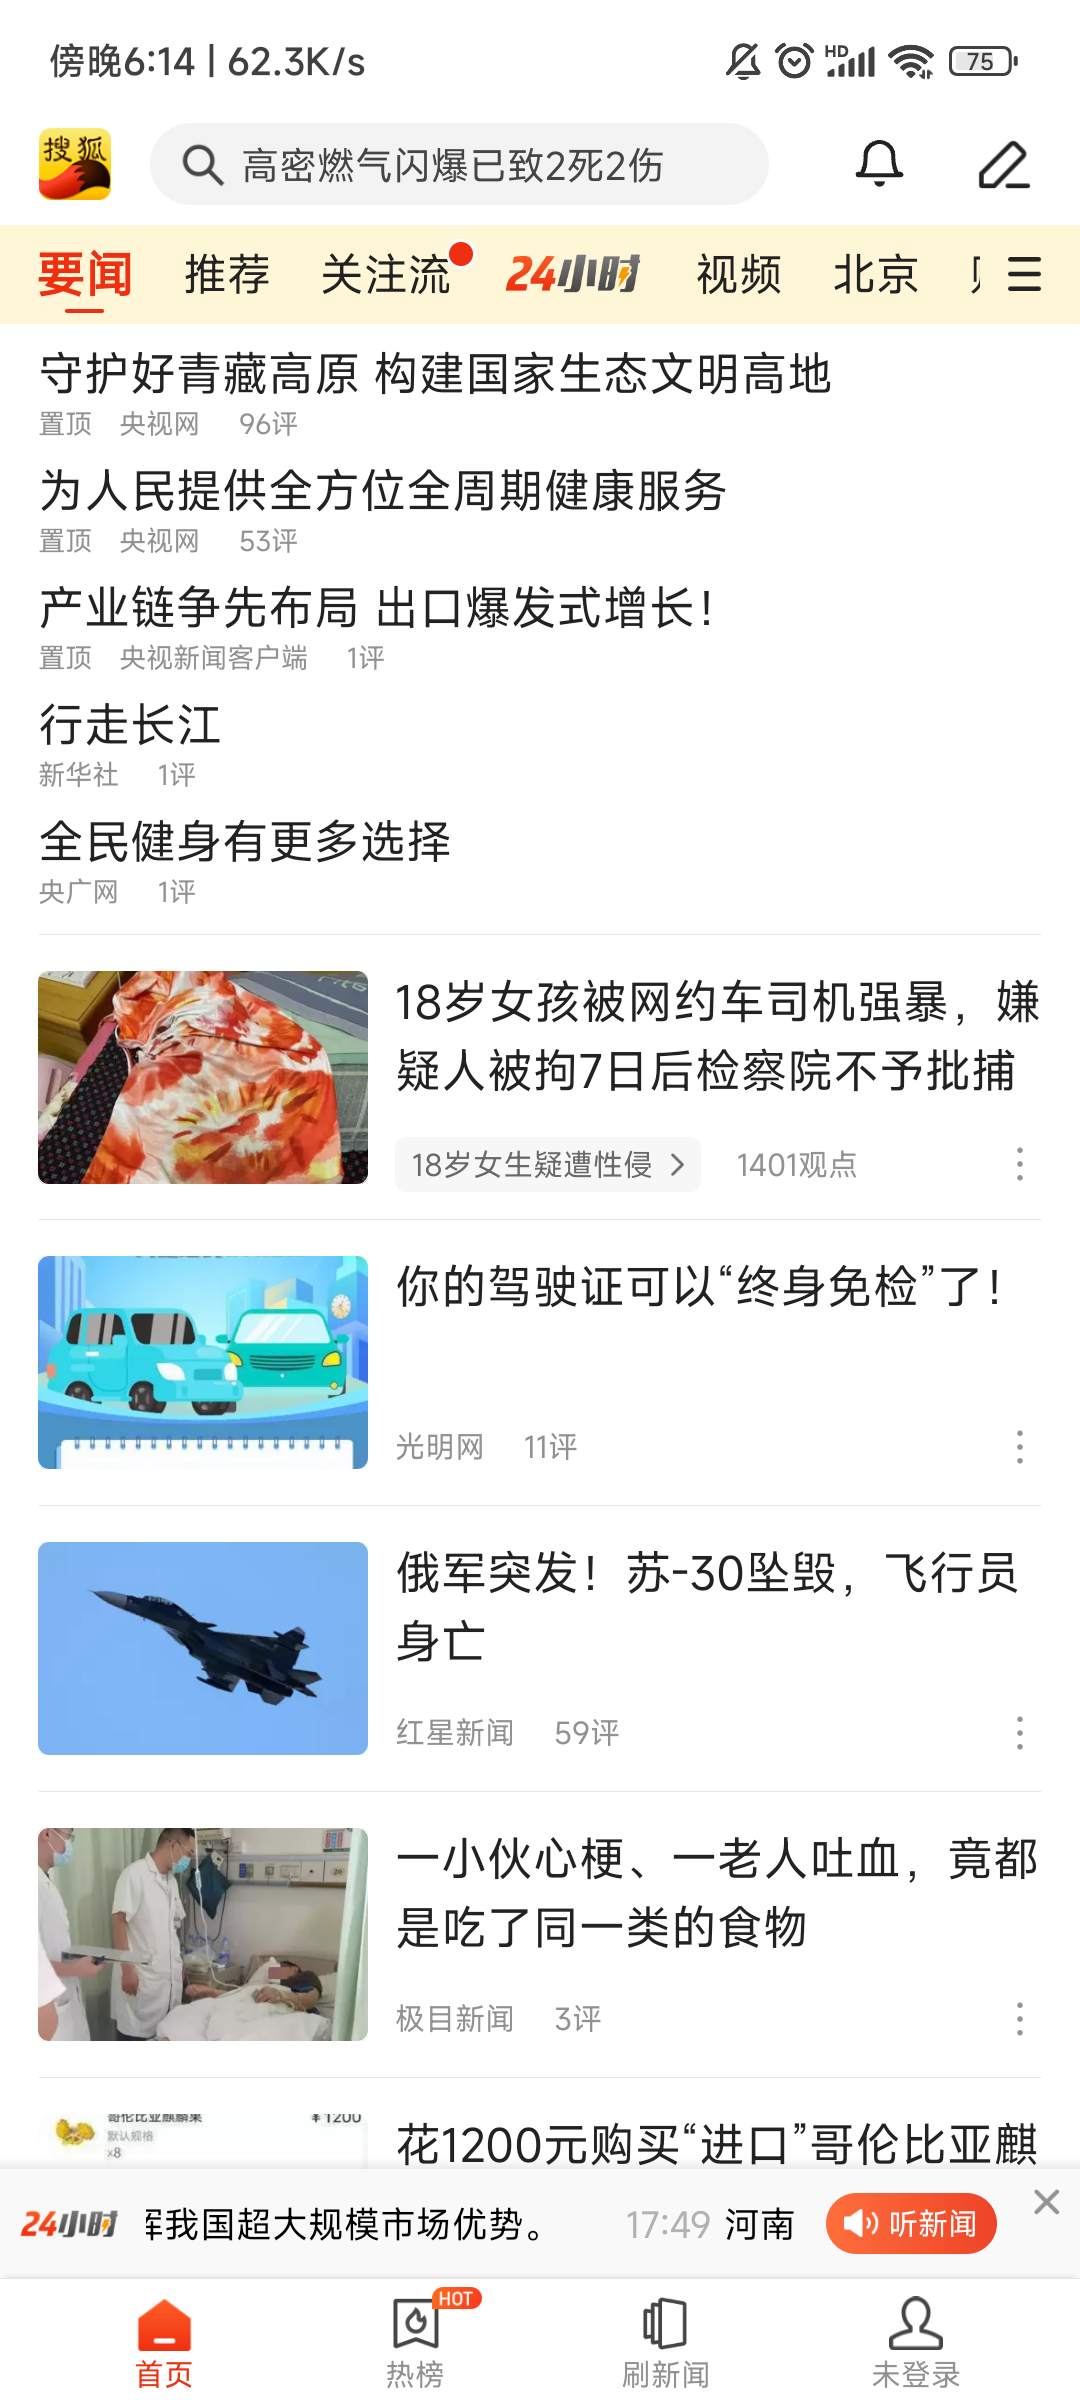 傍晚6:14 | 62.3K/s
HD
75
搜狐
高密燃气闪爆已致2死2伤
要闻 推荐 关注流 24小时 视频 北京
守护好青藏高原 构建国家生态文明高地
置顶 央视网 96评
为人民提供全方位全周期健康服务
置顶 央视网 53评
产业链争先布局 出口爆发式增长！
置顶 央视新闻客户端 1评
行走长江
新华社 1评
全民健身有更多选择
央广网 1评
18岁女孩被网约车司机强暴，嫌
疑人被拘7日后检察院不予批捕
18岁女生疑遭性侵 >
1401观点
你的驾驶证可以“终身免检”了！
光明网 11评
俄军突发！苏-30坠毁，飞行员
身亡
红星新闻 59评
一小伙心梗、一老人吐血，竟都
是吃了同一类的食物
极目新闻 3评
哥伦比亚麒麟果 ¥1200
默认规格
x8
花1200元购买“进口”哥伦比亚麒
24小时 挥我国超大规模市场优势。 17:49 河南 听新闻
HOT
首页 热榜 刷新闻 未登录